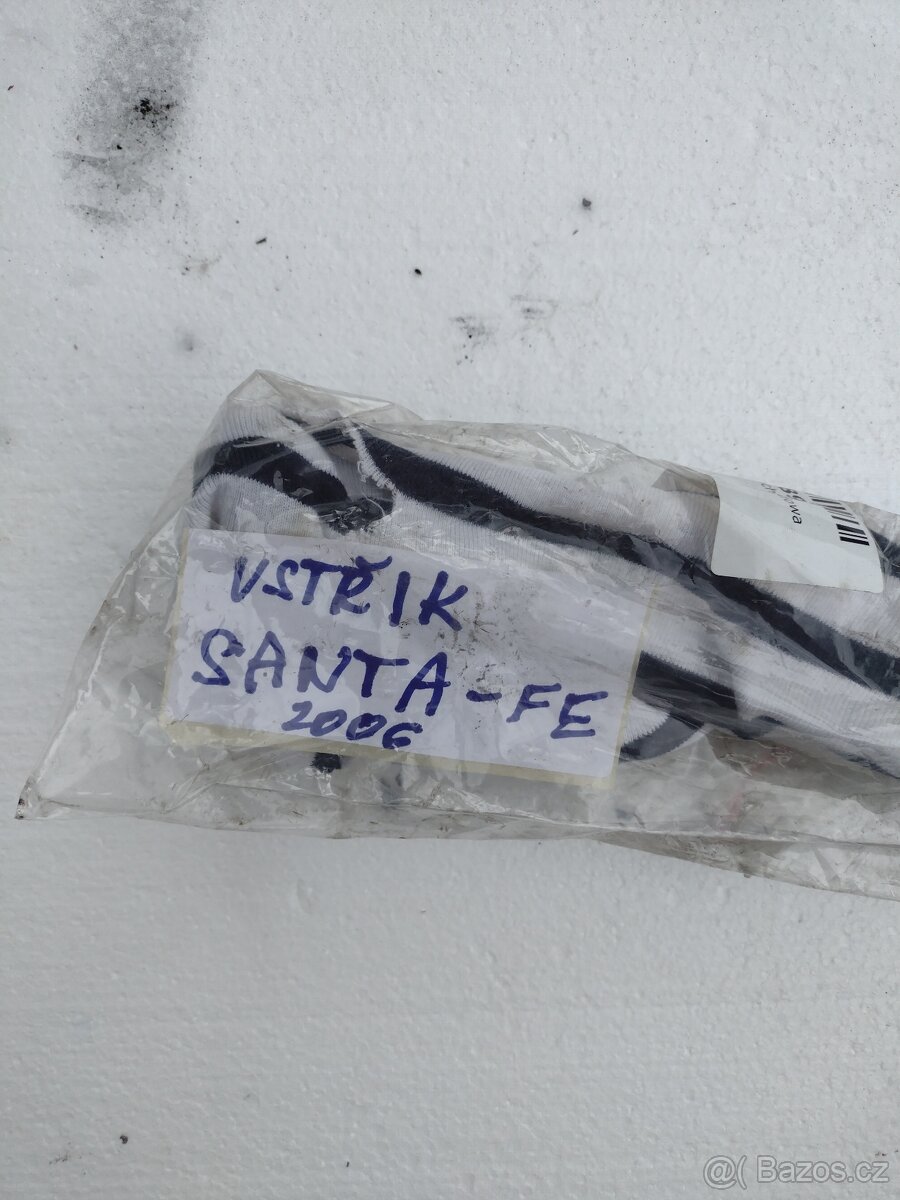 VSTŘIK
SANTA-FE
2006
@( Bazos.cz